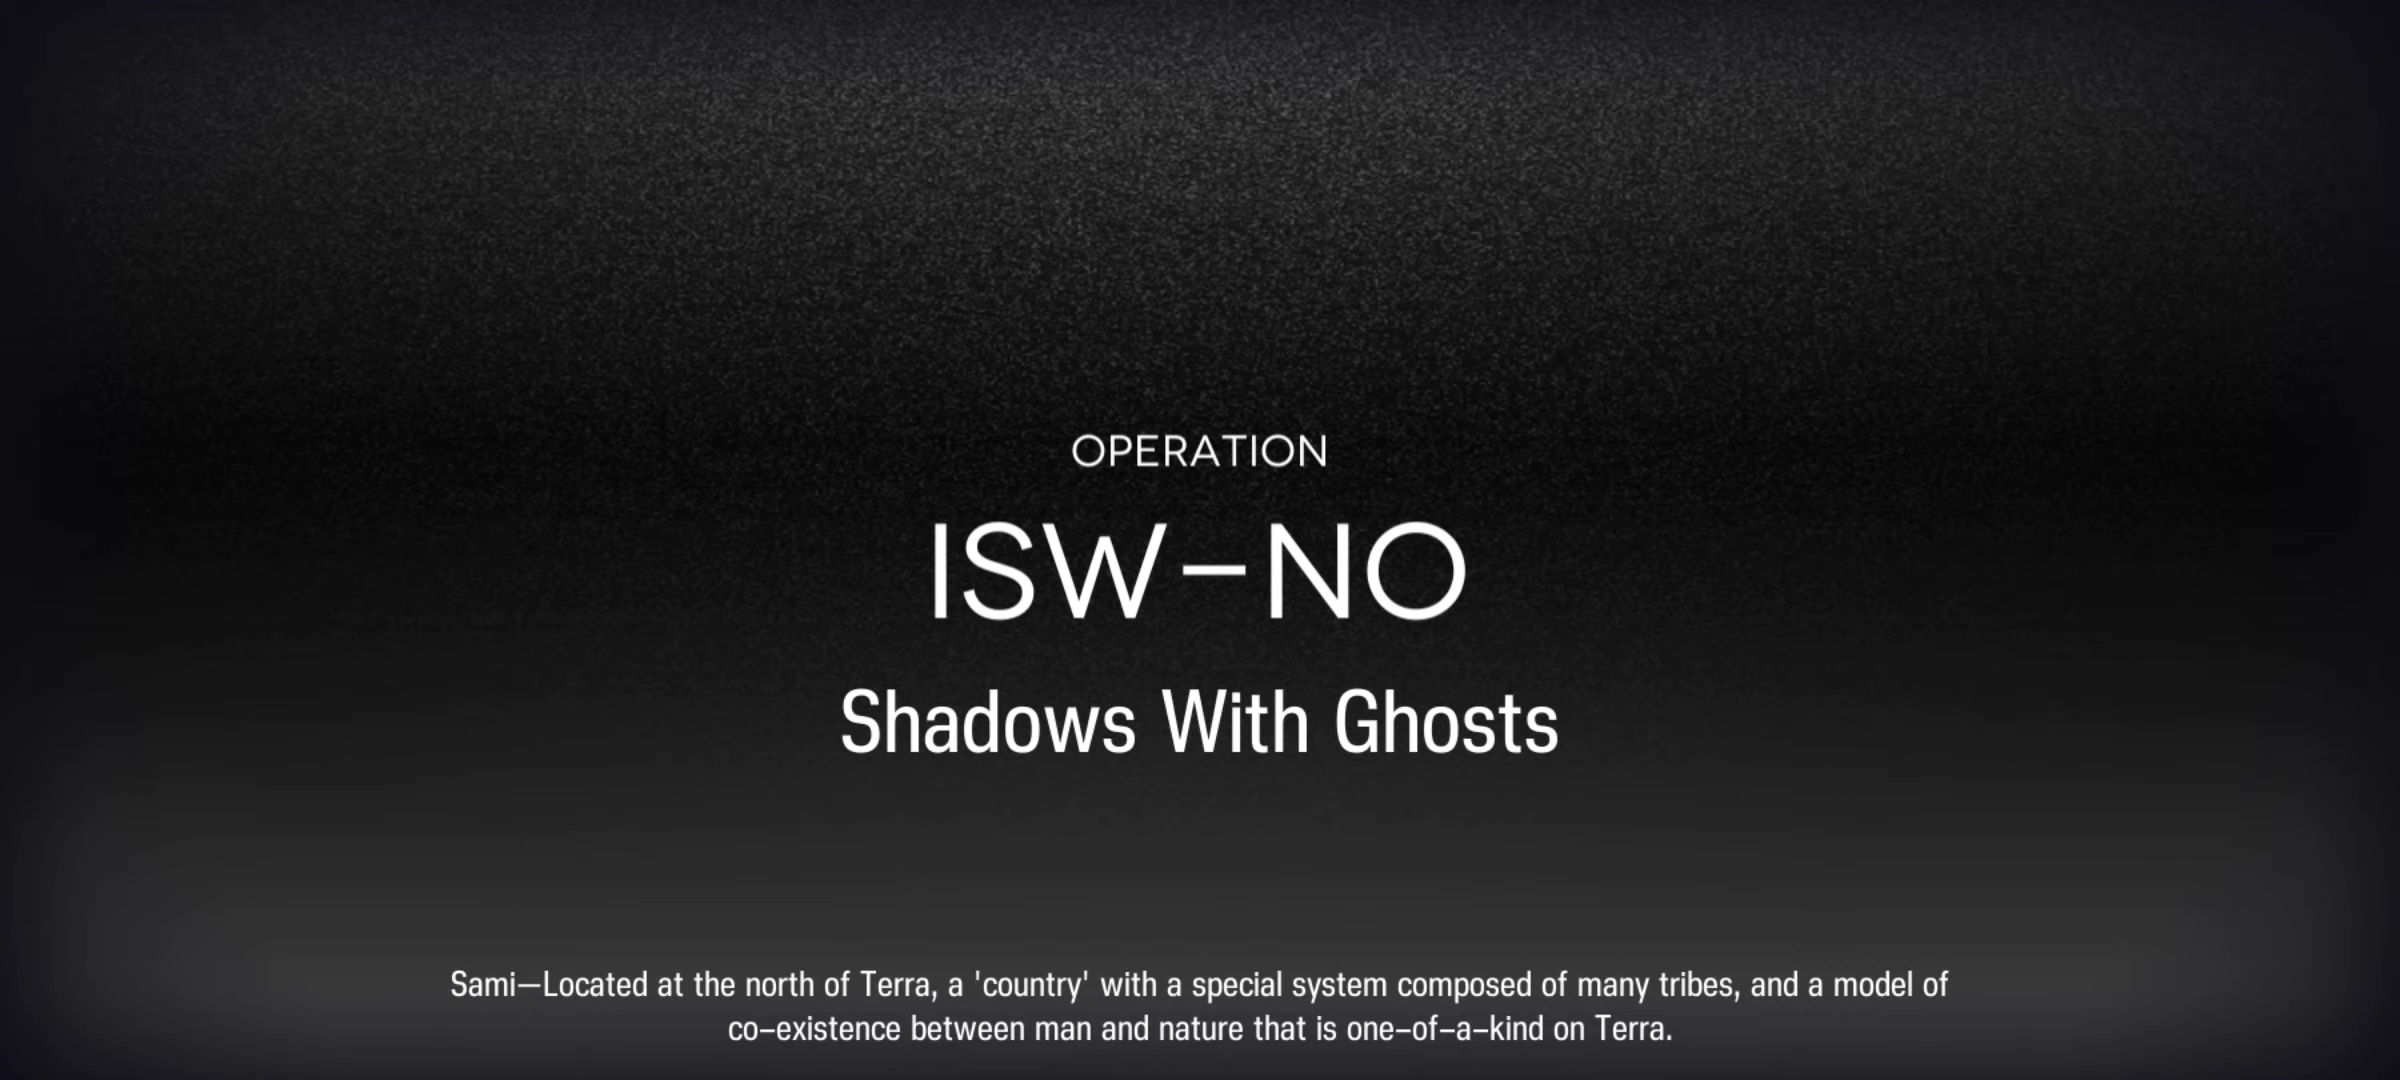 OPERATION
ISW-NO
Shadows With Ghosts
Sami—Located at the north of Terra, a 'country' with a special system composed of many tribes, and a model of
co-existence between man and nature that is one-of-a-kind on Terra.